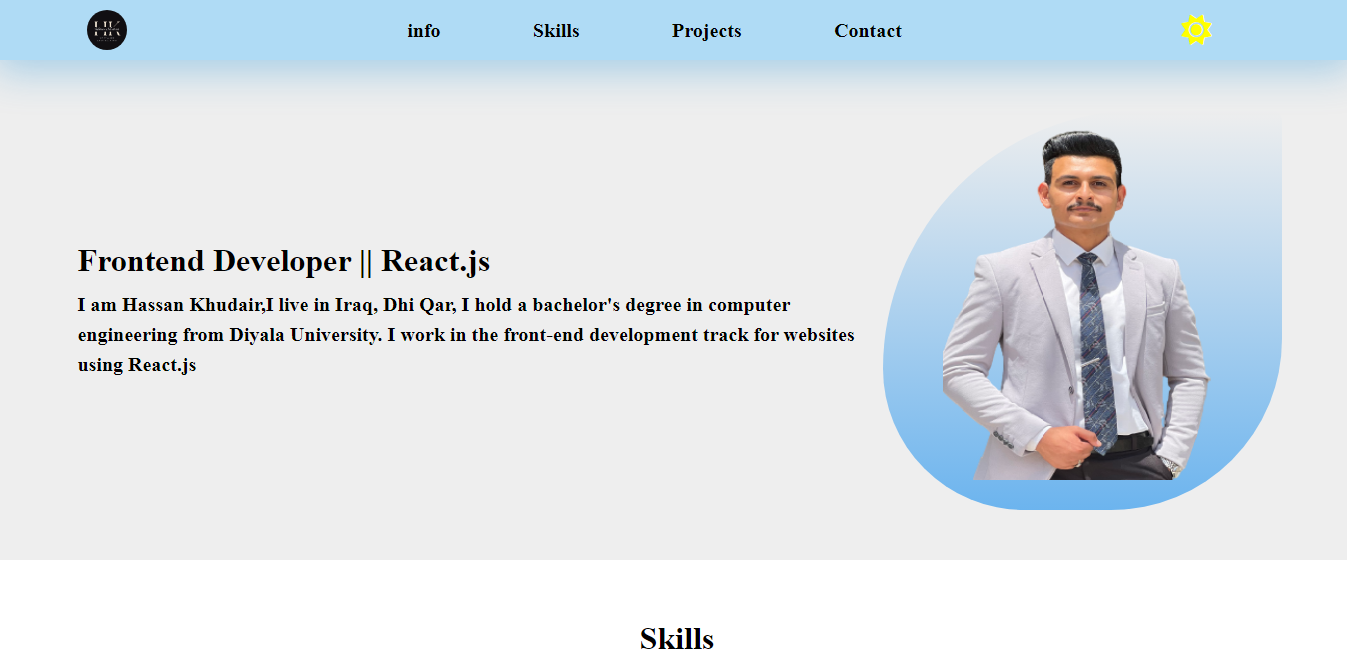 info Skills Projects Contact
Frontend Developer || React.js
I am Hassan Khudair,I live in Iraq, Dhi Qar, I hold a bachelor's degree in computer
engineering from Diyala University. I work in the front-end development track for websites
using React.js
Skills